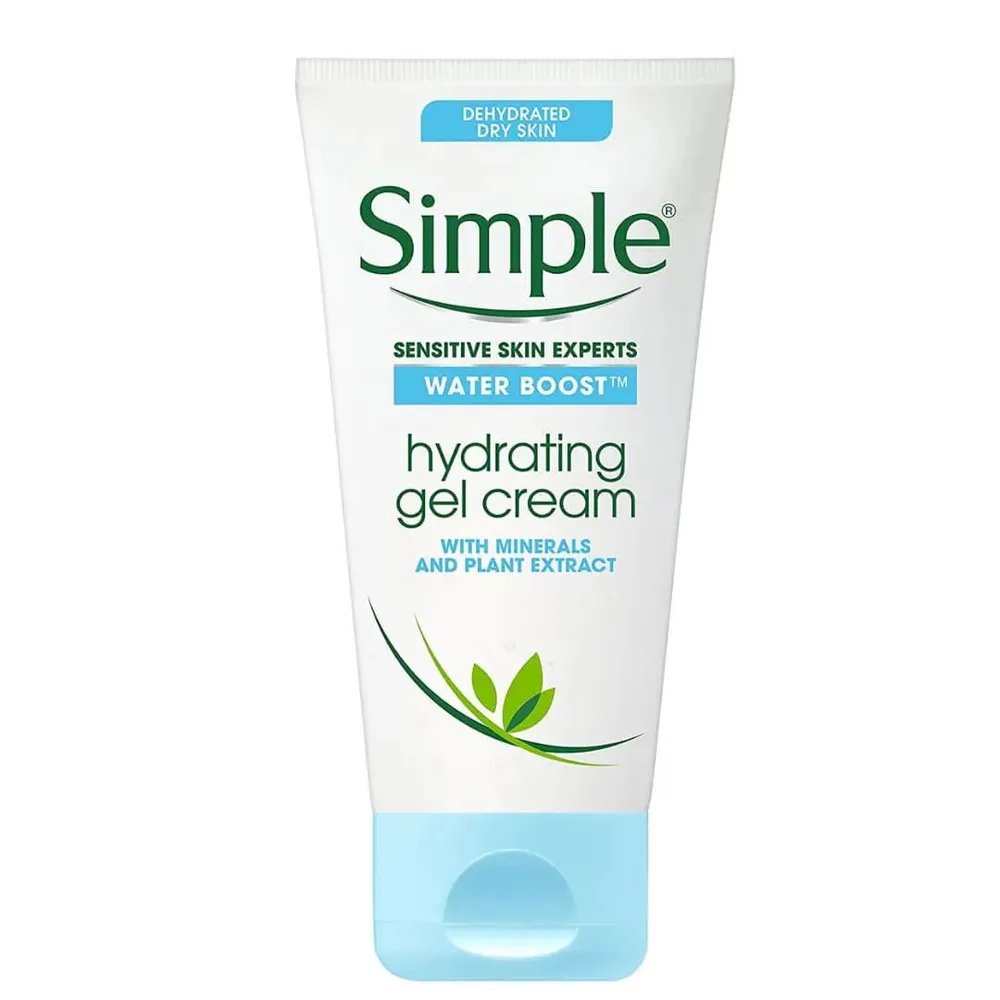 DEHYDRATED
DRY SKIN
Simple®
SENSITIVE SKIN EXPERTS
WATER BOOST™
hydrating
gel cream
WITH MINERALS
AND PLANT EXTRACT